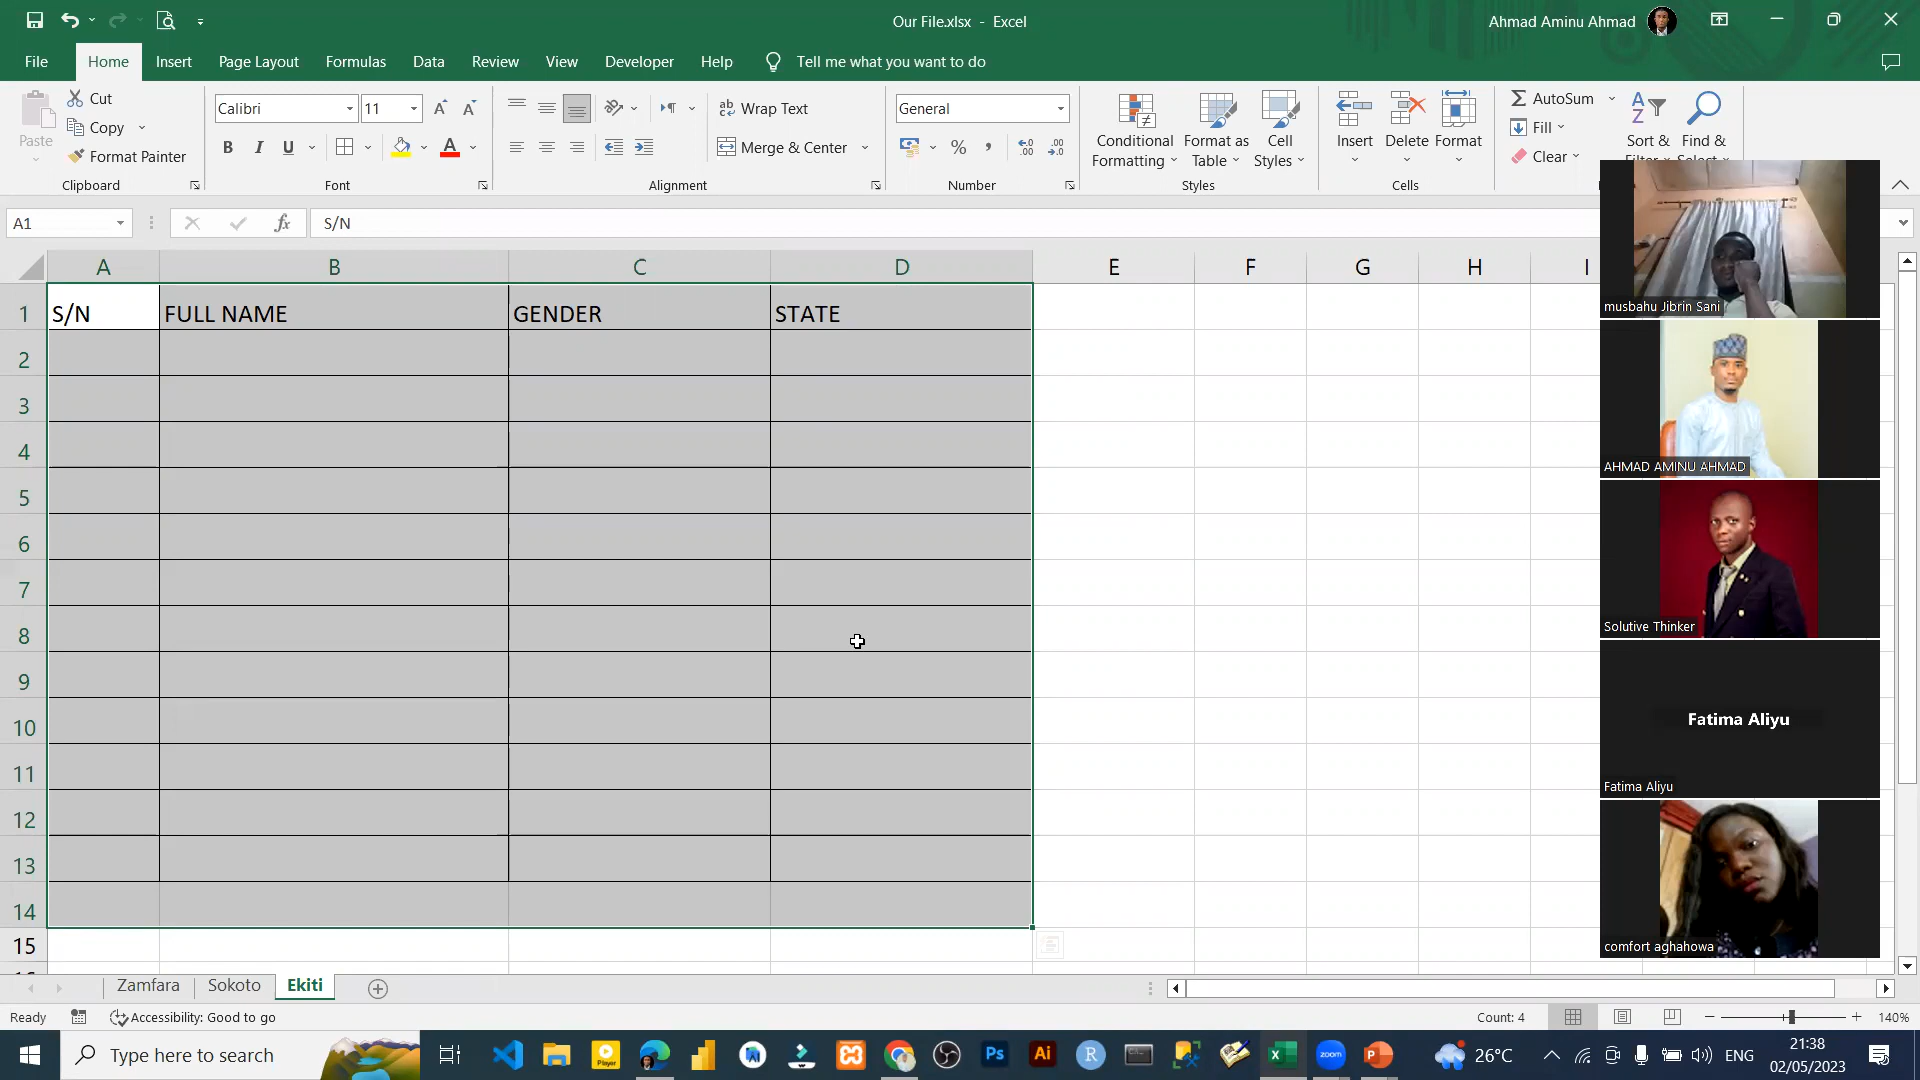 Our File.xlsx - Excel
Ahmad Aminu Ahmad
File Home Insert Page Layout Formulas Data Review View Developer Help Tell me what you want to do
Paste
Cut
Copy
Format Painter
Clipboard
Calibri 11
B I U A
Font
ab Wrap Text
Merge & Center
Alignment
General
% ,
Number
Conditional Formatting
Format as Table
Cell Styles
Styles
Insert Delete Format
Cells
AutoSum
Fill
Clear
Sort &
Find &
A1
fx
S/N
A B C D E F G H I
1 S/N FULL NAME GENDER STATE
2
3
4
5
6
7
8
9
10
11
12
13
14
15
musbahu Jibrin Sani
AHMAD AMINU AHMAD
Solutive Thinker
Fatima Aliyu
Fatima Aliyu
comfort aghahowa
Zamfara Sokoto Ekiti
Ready Accessibility: Good to go Count: 4 140%
Type here to search
Player
Ps
Ai
R
zoom
26°C
ENG
21:38
02/05/2023